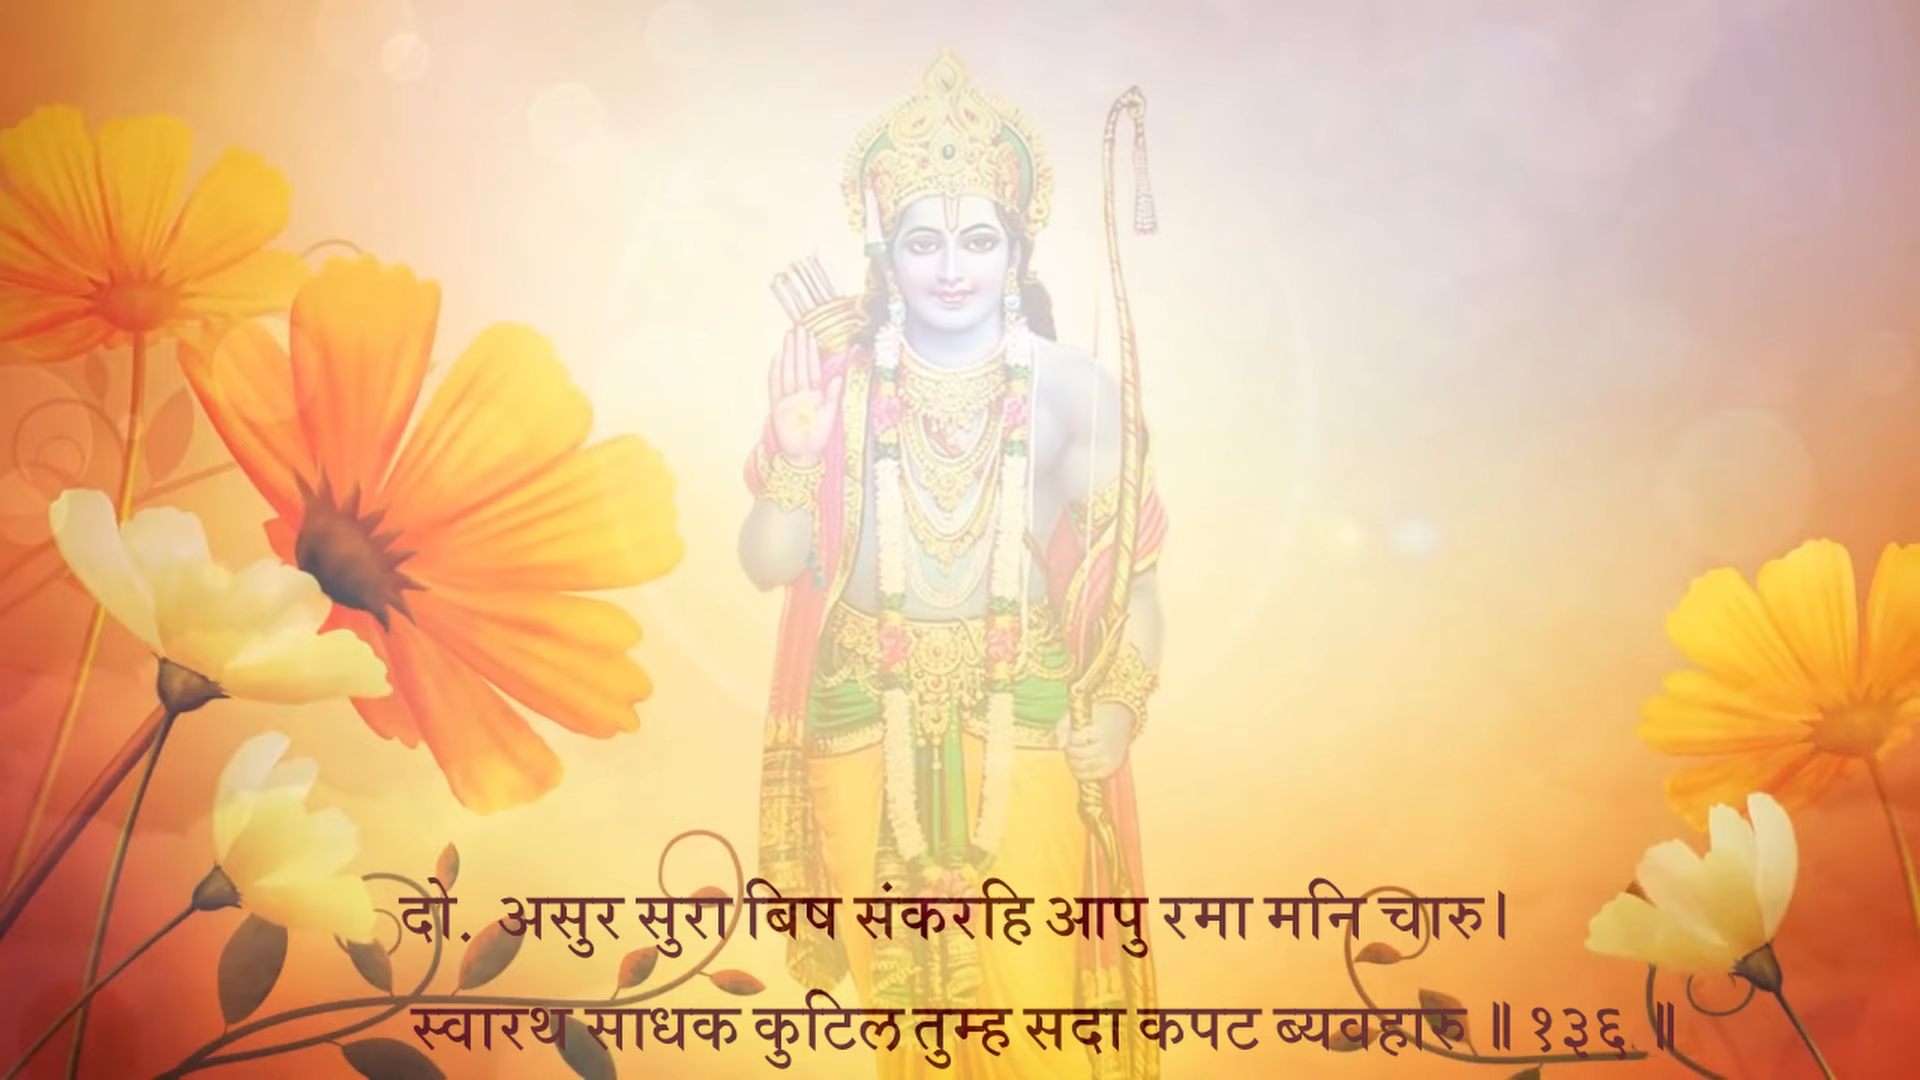 दो. असुर सुरा बिष संकरहि आपु रमा मनि चारु।
स्वारथ साधक कुटिल तुम्ह सदा कपट ब्यवहारु ॥ १३६ ॥